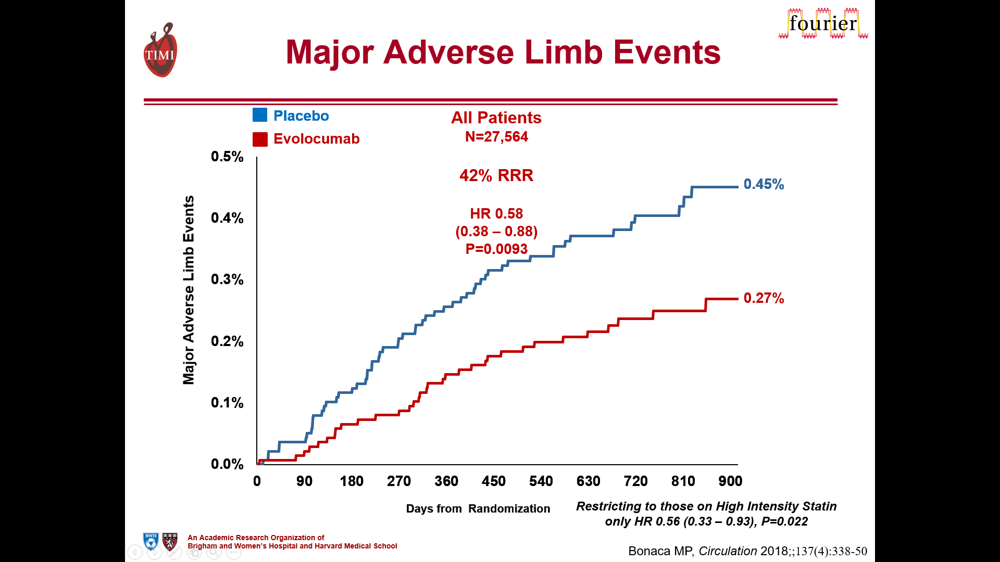 fourier
TIMI
Major Adverse Limb Events
Placebo
Evolocumab
All Patients
N=27,564
42% RRR
HR 0.58
(0.38 – 0.88)
P=0.0093
0.5%
0.4%
0.3%
0.2%
0.1%
0.0%
Major Adverse Limb Events
0.45%
0.27%
0 90 180 270 360 450 540 630 720 810 900
Days from Randomization
Restricting to those on High Intensity Statin
only HR 0.56 (0.33 – 0.93), P=0.022
BWH
An Academic Research Organization of
Brigham and Women's Hospital and Harvard Medical School
Bonaca MP, Circulation 2018;;137(4):338-50